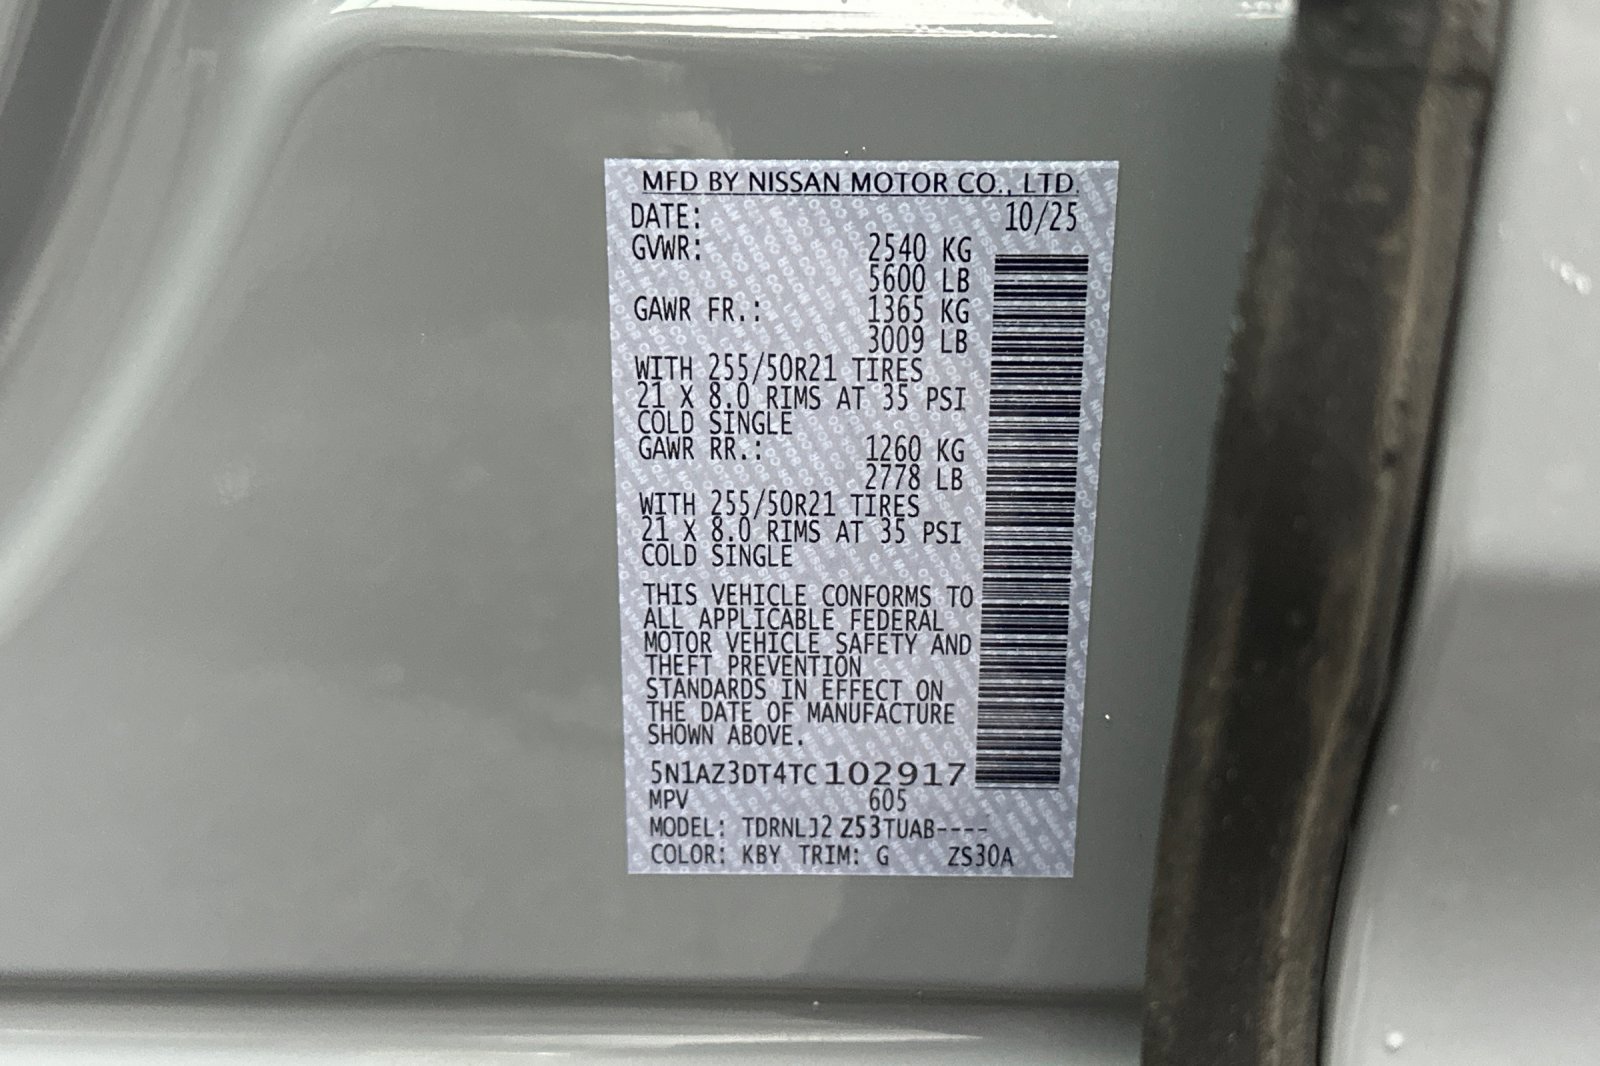 MFD BY NISSAN MOTOR CO., LTD.
DATE: 10/25
GVWR: 2540 KG
5600 LB
GAWR FR.: 1365 KG
3009 LB
WITH 255/50R21 TIRES
21 X 8.0 RIMS AT 35 PSI
COLD SINGLE
GAWR RR.: 1260 KG
2778 LB
WITH 255/50R21 TIRES
21 X 8.0 RIMS AT 35 PSI
COLD SINGLE
THIS VEHICLE CONFORMS TO
ALL APPLICABLE FEDERAL
MOTOR VEHICLE SAFETY AND
THEFT PREVENTION
STANDARDS IN EFFECT ON
THE DATE OF MANUFACTURE
SHOWN ABOVE.
5N1AZ3DT4TC102917
MPV 605
MODEL: TDRNLJ2 Z53TUAB----
COLOR: KBY TRIM: G ZS30A